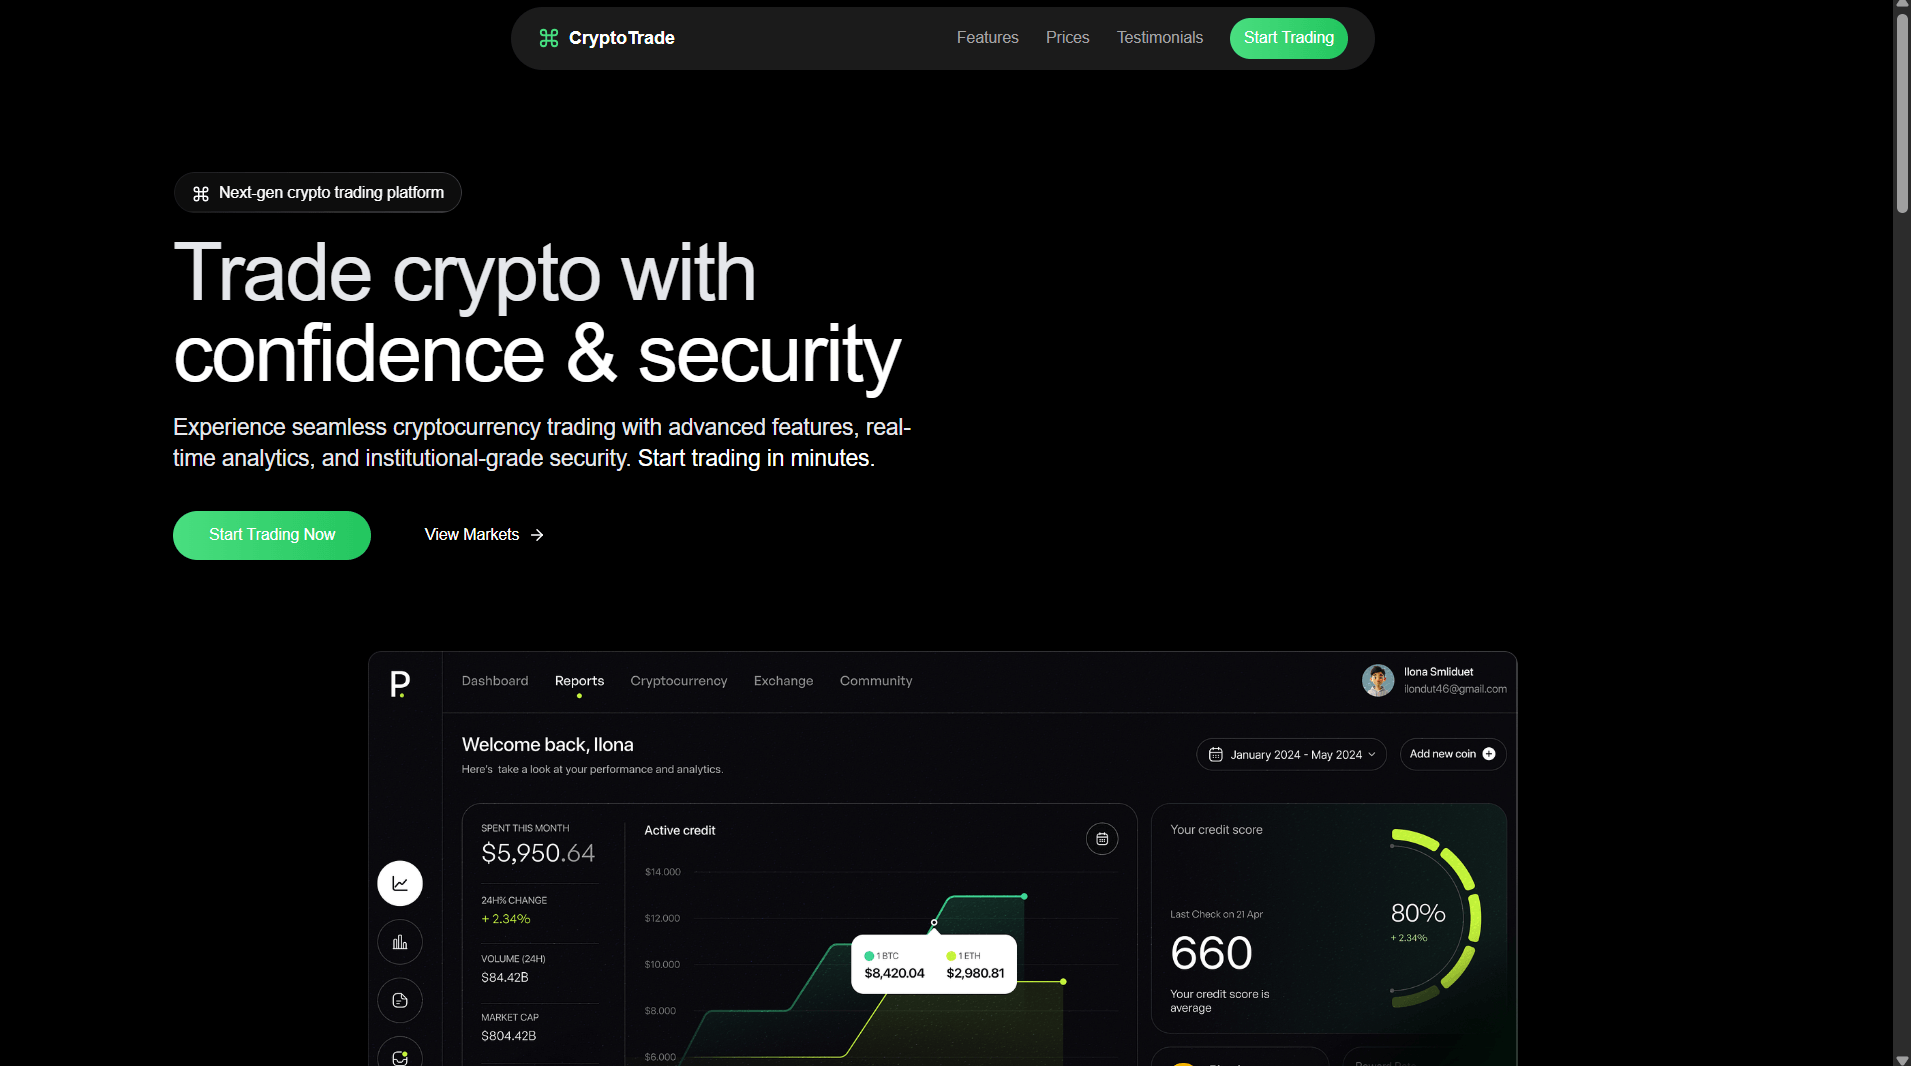 CryptoTrade
Features
Prices
Testimonials
Start Trading
Next-gen crypto trading platform
Trade crypto with
confidence & security
Experience seamless cryptocurrency trading with advanced features, real-
time analytics, and institutional-grade security. Start trading in minutes.
Start Trading Now
View Markets
P.
Dashboard
Reports
Cryptocurrency
Exchange
Community
Ilona Smliduet
ilondut46@gmail.com
Welcome back, Ilona
Here's take a look at your performance and analytics.
January 2024 - May 2024
Add new coin
SPENT THIS MONTH
$5,950.64
24H% CHANGE
+ 2.34%
VOLUME (24H)
$84.42B
MARKET CAP
$804.42B
Active credit
$14.000
$12.000
$10.000
$8.000
$6.000
1 BTC
$8,420.04
1 ETH
$2,980.81
Your credit score
Last Check on 21 Apr
660
Your credit score is
average
80%
+ 2.34%